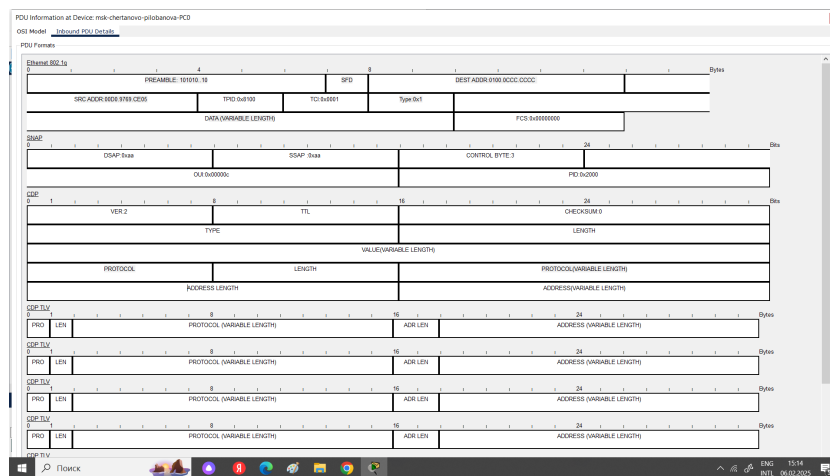 PDU Information at Device: msk-chertanovo-pilobanova-PC0
OSI Model Inbound PDU Details
PDU Formats
Ethernet 802.1q
0 4 8 Bytes
PREAMBLE: 101010..10 SFD DEST ADDR:0100.0CCC.CCCC
SRC ADDR:00D0.9769.CE05 TPID:0x8100 TCI:0x0001 Type:0x1
DATA (VARIABLE LENGTH) FCS:0x00000000
SNAP
0 8 16 24 Bits
DSAP:0xaa SSAP :0xaa CONTROL BYTE 3
OUI:0x00000c PID:0x2000
CDP
0 1 8 16 24 Bits
VER:2 TTL CHECKSUM:0
TYPE LENGTH
VALUE(VARIABLE LENGTH)
PROTOCOL LENGTH PROTOCOL(VARIABLE LENGTH)
ADDRESS LENGTH ADDRESS(VARIABLE LENGTH)
CDP TLV
0 1 8 16 24 Bytes
PRO LEN PROTOCOL (VARIABLE LENGTH) ADR LEN ADDRESS (VARIABLE LENGTH)
CDP TLV
0 1 8 16 24 Bytes
PRO LEN PROTOCOL (VARIABLE LENGTH) ADR LEN ADDRESS (VARIABLE LENGTH)
CDP TLV
0 1 8 16 24 Bytes
PRO LEN PROTOCOL (VARIABLE LENGTH) ADR LEN ADDRESS (VARIABLE LENGTH)
CDP TLV
0 1 8 16 24 Bytes
PRO LEN PROTOCOL (VARIABLE LENGTH) ADR LEN ADDRESS (VARIABLE LENGTH)
CDP TLV
Поиск ENG 15:14
INTL 06.02.2025